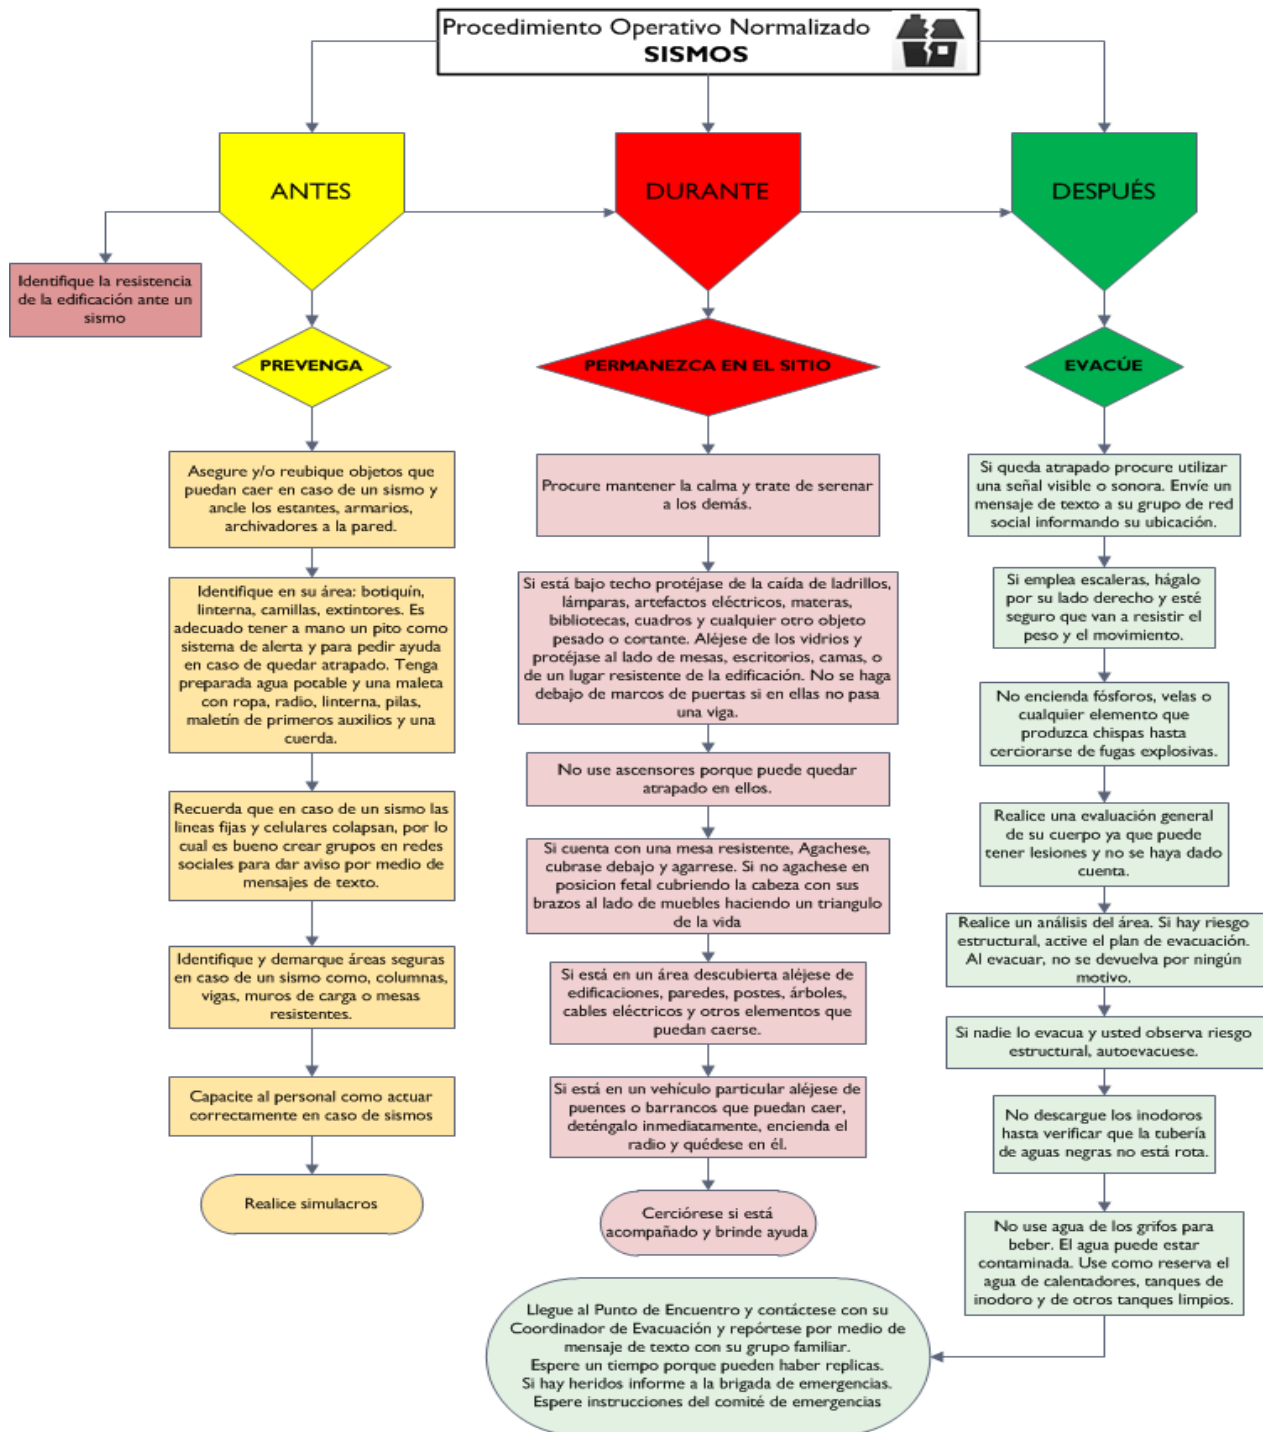 Procedimiento Operativo Normalizado
SISMOS
ANTES
Identifique la resistencia
de la edificación ante un
sismo
PREVENGA
Asegure y/o reubique objetos que
puedan caer en caso de un sismo y
ancle los estantes, armarios,
archivadores a la pared.
Identifique en su área: botiquín,
linterna, camillas, extintores. Es
adecuado tener a mano un pito como
sistema de alerta y para pedir ayuda
en caso de quedar atrapado. Tenga
preparada agua potable y una maleta
con ropa, radio, linterna, pilas,
maletín de primeros auxilios y una
cuerda.
Recuerda que en caso de un sismo las
lineas fijas y celulares colapsan, por lo
cual es bueno crear grupos en redes
sociales para dar aviso por medio de
mensajes de texto.
Identifique y demarque áreas seguras
en caso de un sismo como, columnas,
vigas, muros de carga o mesas
resistentes.
Capacite al personal como actuar
correctamente en caso de sismos
Realice simulacros
DURANTE
PERMANEZCA EN EL SITIO
Procure mantener la calma y trate de serenar
a los demás.
Si está bajo techo protéjase de la caída de ladrillos,
lámparas, artefactos eléctricos, materas,
bibliotecas, cuadros y cualquier otro objeto
pesado o cortante. Aléjese de los vidrios y
protéjase al lado de mesas, escritorios, camas, o
de un lugar resistente de la edificación. No se haga
debajo de marcos de puertas si en ellas no pasa
una viga.
No use ascensores porque puede quedar
atrapado en ellos.
Si cuenta con una mesa resistente, Agachese,
cubrase debajo y agarrese. Si no agachese en
posicion fetal cubriendo la cabeza con sus
brazos al lado de muebles haciendo un triangulo
de la vida
Si está en un área descubierta aléjese de
edificaciones, paredes, postes, árboles,
cables eléctricos y otros elementos que
puedan caerse.
Si está en un vehículo particular aléjese de
puentes o barrancos que puedan caer,
deténgalo inmediatamente, encienda el
radio y quédese en él.
Cerciórese si está
acompañado y brinde ayuda
DESPUÉS
EVACÚE
Si queda atrapado procure utilizar
una señal visible o sonora. Envíe un
mensaje de texto a su grupo de red
social informando su ubicación.
Si emplea escaleras, hágalo
por su lado derecho y esté
seguro que van a resistir el
peso y el movimiento.
No encienda fósforos, velas o
cualquier elemento que
produzca chispas hasta
cerciorarse de fugas explosivas.
Realice una evaluación general
de su cuerpo ya que puede
tener lesiones y no se haya dado
cuenta.
Realice un análisis del área. Si hay riesgo
estructural, active el plan de evacuación.
Al evacuar, no se devuelva por ningún
motivo.
Si nadie lo evacua y usted observa riesgo
estructural, autoevacuese.
No descargue los inodoros
hasta verificar que la tubería
de aguas negras no está rota.
No use agua de los grifos para
beber. El agua puede estar
contaminada. Use como reserva el
agua de calentadores, tanques de
inodoro y de otros tanques limpios.
Llegue al Punto de Encuentro y contáctese con su
Coordinador de Evacuación y repórtese por medio de
mensaje de texto con su grupo familiar.
Espere un tiempo porque pueden haber replicas.
Si hay heridos informe a la brigada de emergencias.
Espere instrucciones del comité de emergencias